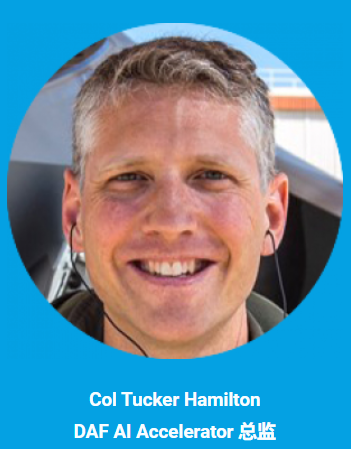 Col Tucker Hamilton
DAF AI Accelerator 总监